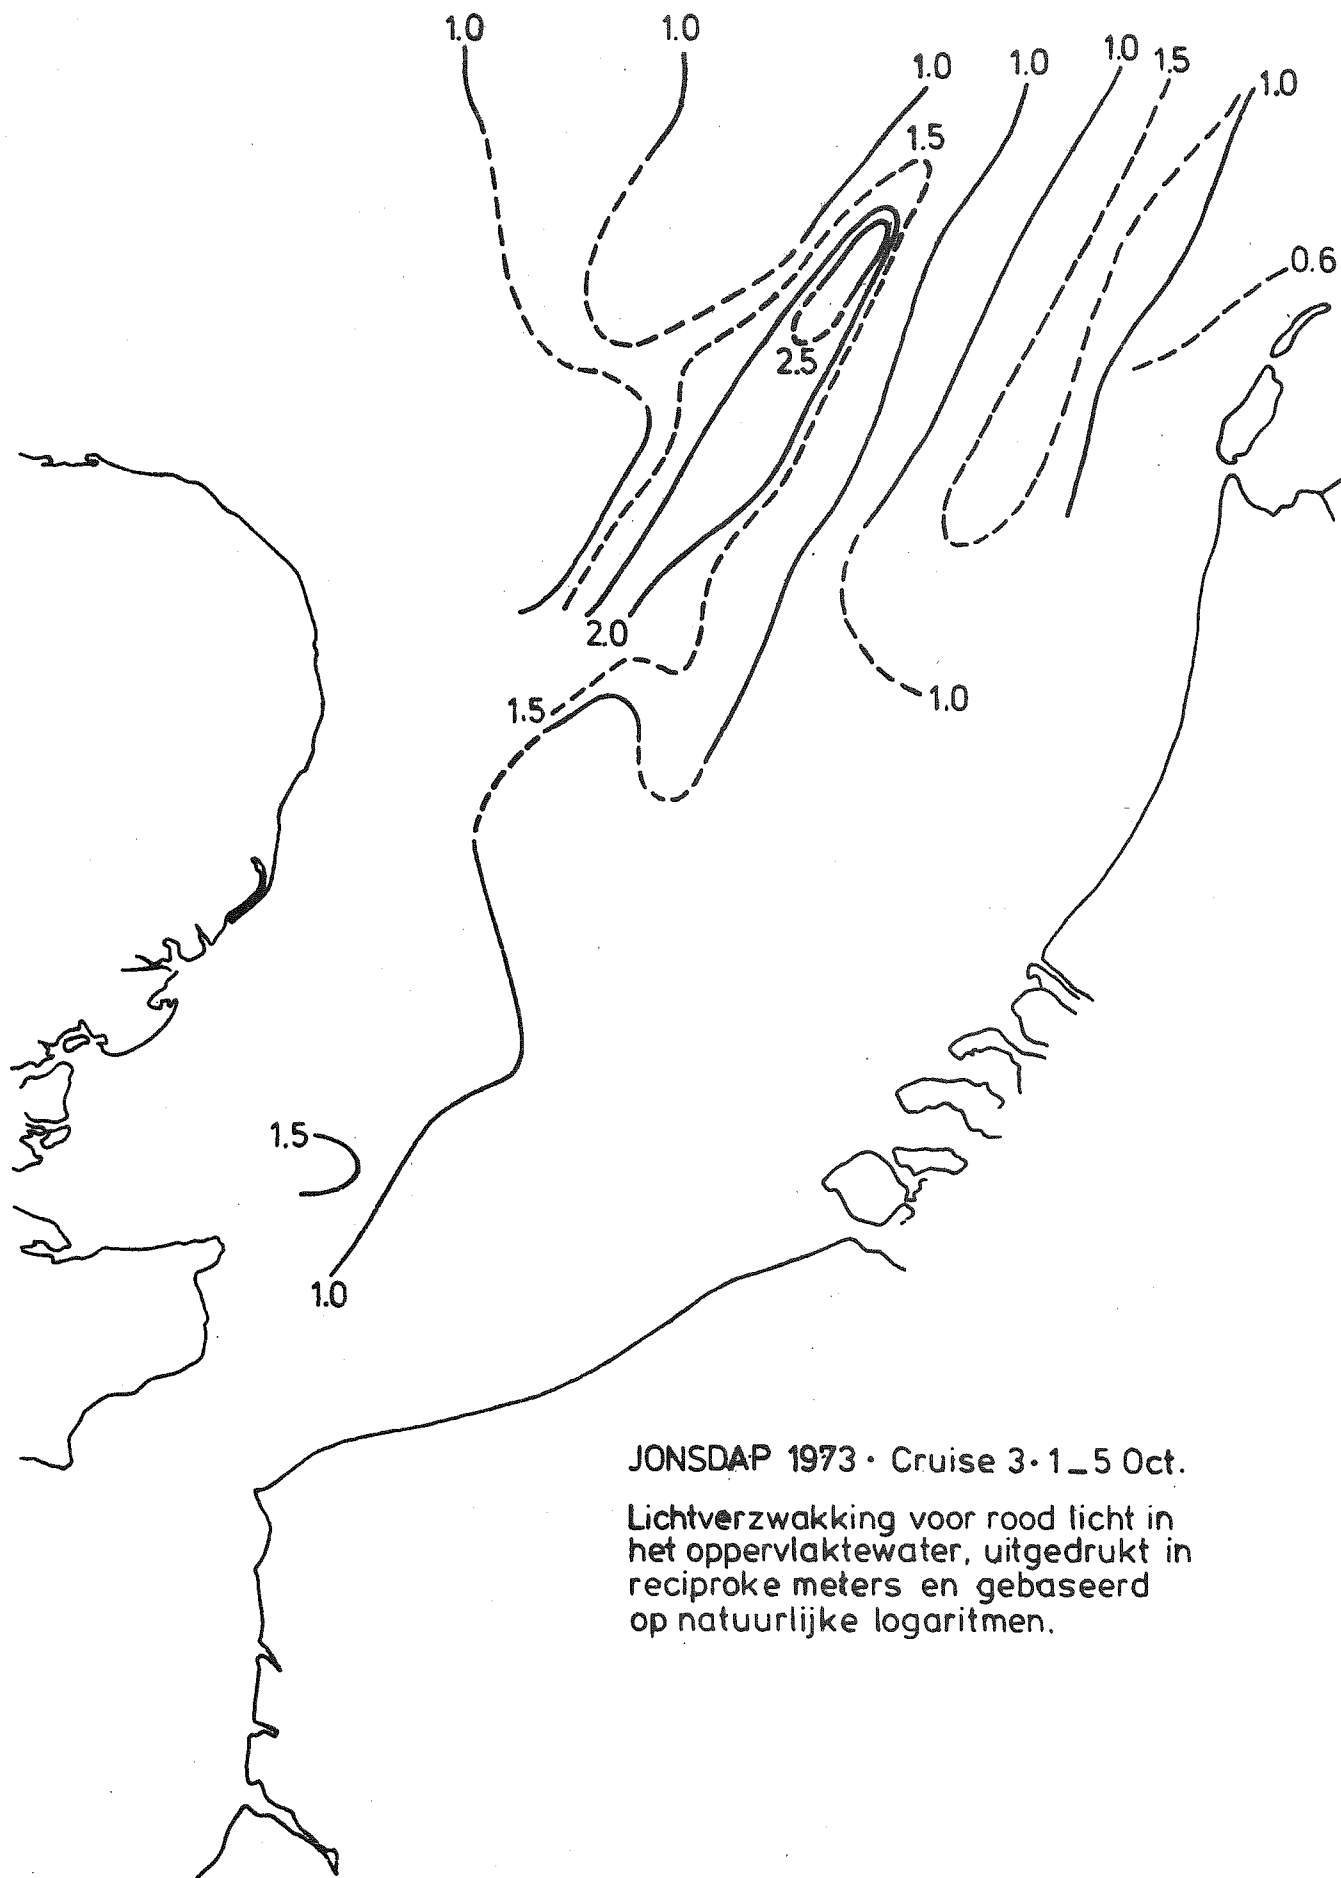 1.0 1.0
1.0 1.0 1.0 1.5 1.0
1.5
0.6
2.5
2.0
1.5 1.0
1.5
1.0
JONSDAP 1973 · Cruise 3 · 1_5 Oct.
Lichtverzwakking voor rood licht in
het oppervlaktewater, uitgedrukt in
reciproke meters en gebaseerd
op natuurlijke logaritmen.